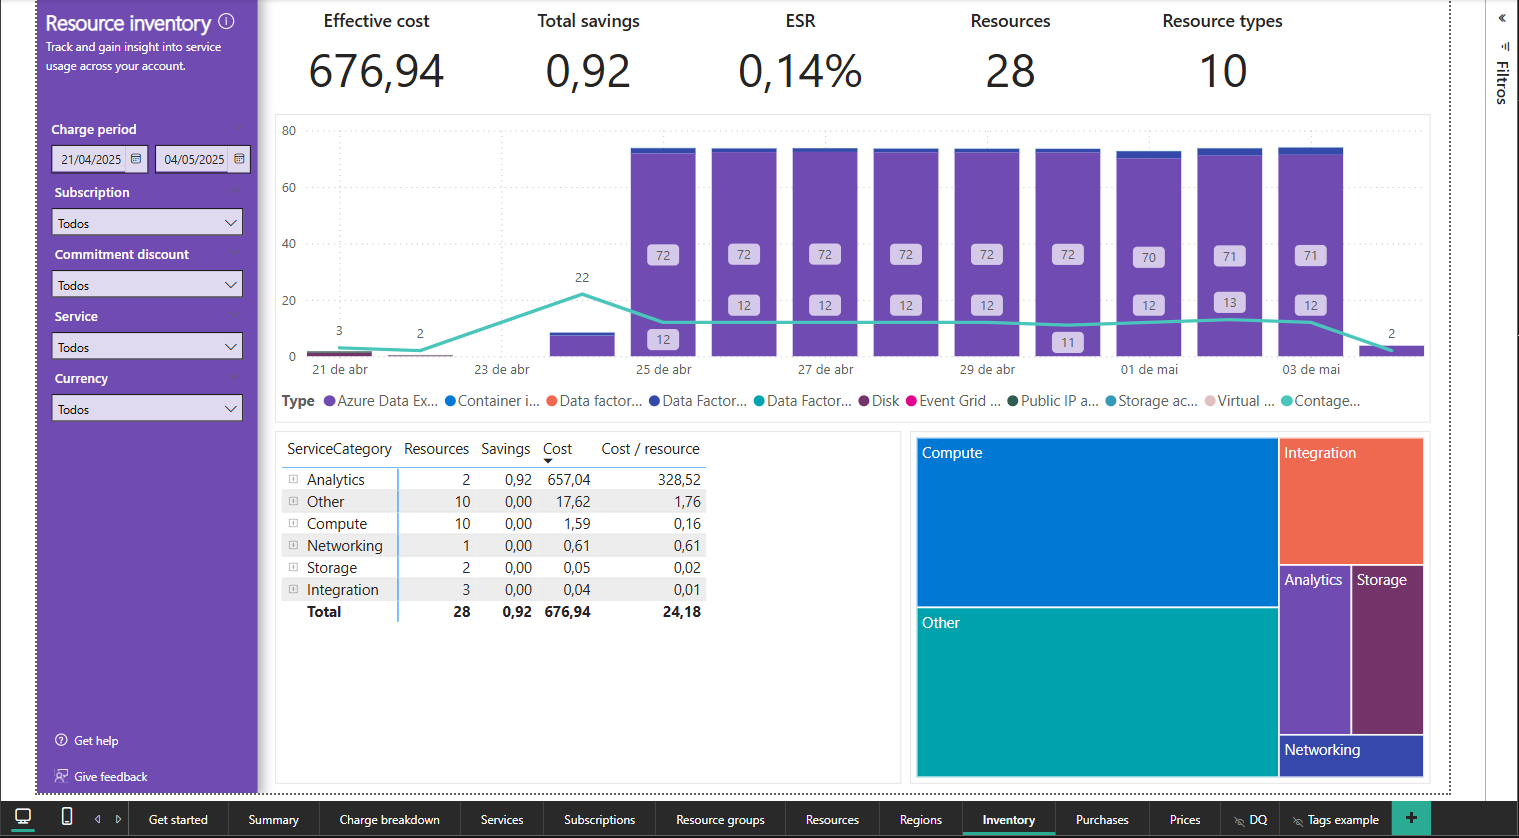 Resource inventory
Track and gain insight into service
usage across your account.
Charge period
21/04/2025 04/05/2025
Subscription
Todos
Commitment discount
Todos
Service
Todos
Currency
Todos
Get help
Give feedback
Effective cost Total savings ESR Resources Resource types
676,94 0,92 0,14% 28 10
80
60
40
20
0
3 2 22
72 72 72 72 72 72 70 71 71
12 12 12 12 12 11 12 13 12 2
21 de abr 23 de abr 25 de abr 27 de abr 29 de abr 01 de mai 03 de mai
Type Azure Data Ex... Container i... Data factor... Data Factor... Data Factor... Disk Event Grid ... Public IP a... Storage ac... Virtual ... Contage...
ServiceCategory Resources Savings Cost Cost / resource
Analytics 2 0,92 657,04 328,52
Other 10 0,00 17,62 1,76
Compute 10 0,00 1,59 0,16
Networking 1 0,00 0,61 0,61
Storage 2 0,00 0,05 0,02
Integration 3 0,00 0,04 0,01
Total 28 0,92 676,94 24,18
Compute
Other
Integration
Analytics
Storage
Networking
Filtros
Get started Summary Charge breakdown Services Subscriptions Resource groups Resources Regions Inventory Purchases Prices DQ Tags example +